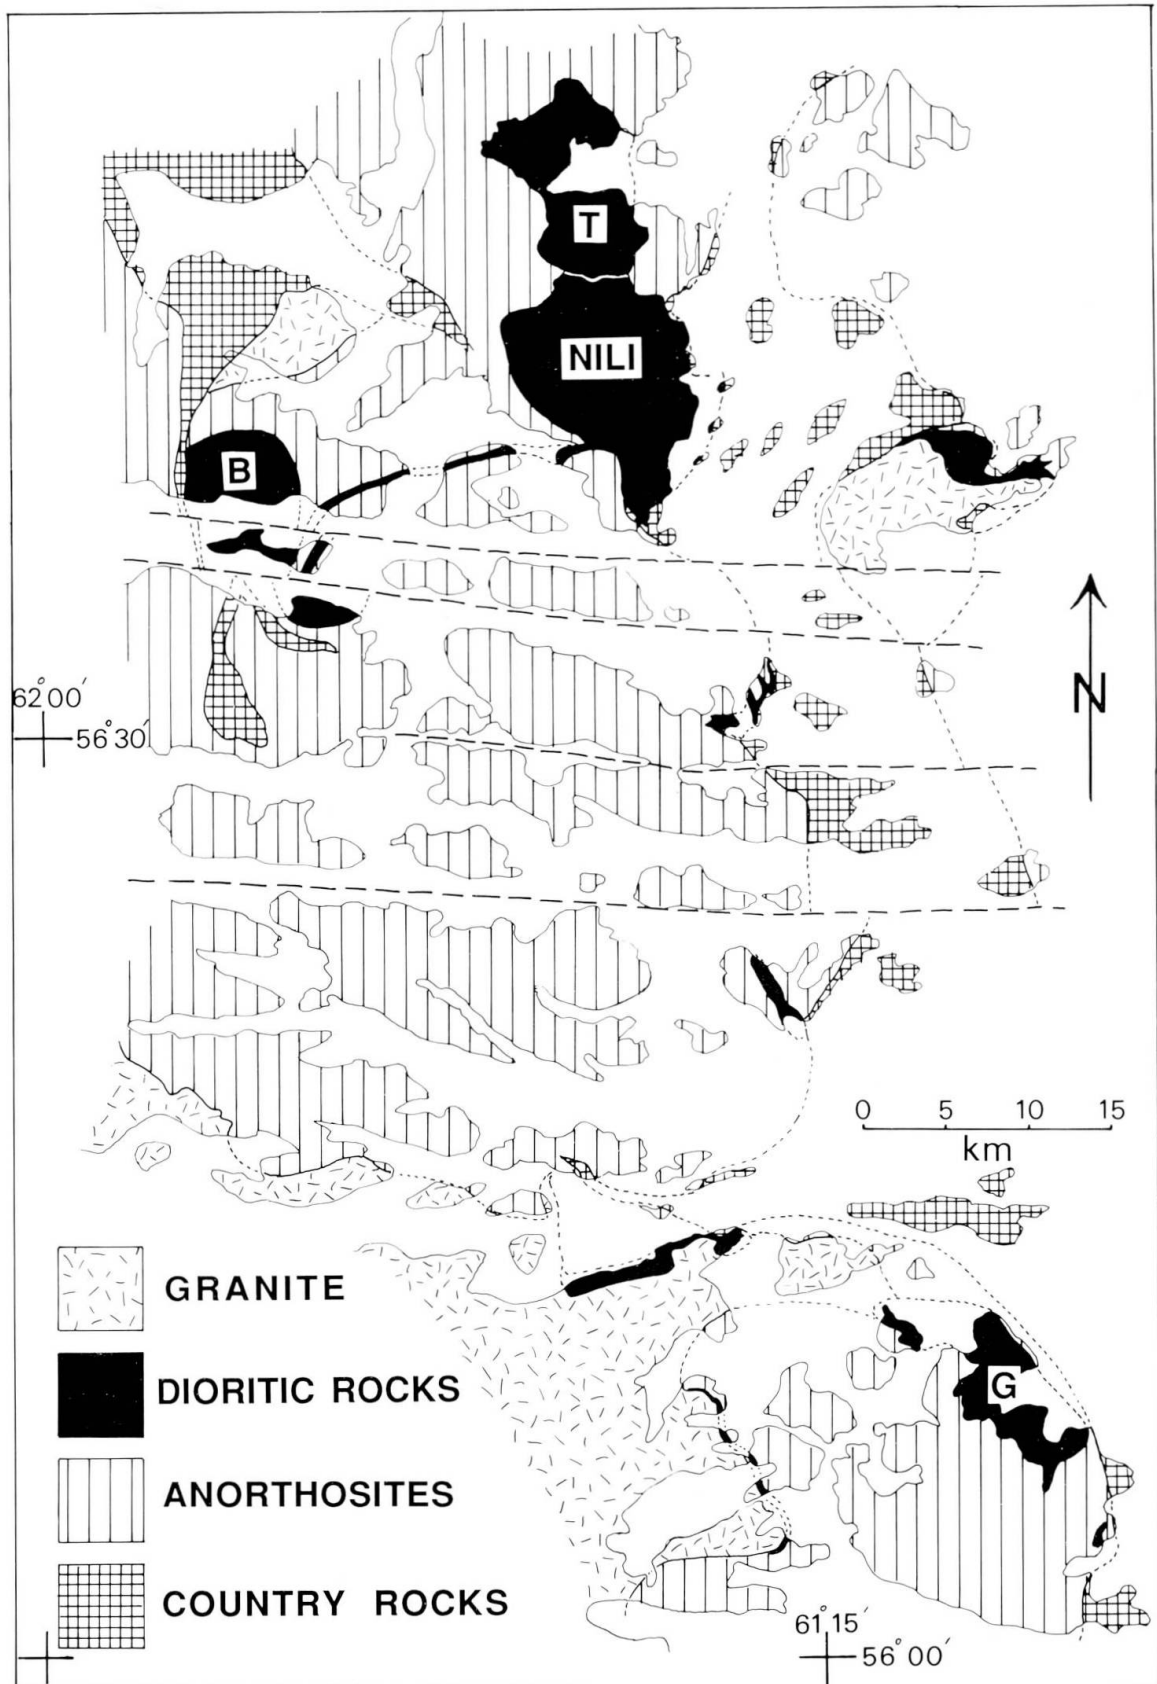 T
NILI
B
N
62°00′
56°30′
0 5 10 15
km
GRANITE
DIORITIC ROCKS
G
ANORTHOSITES
COUNTRY ROCKS
61°15′
56°00′